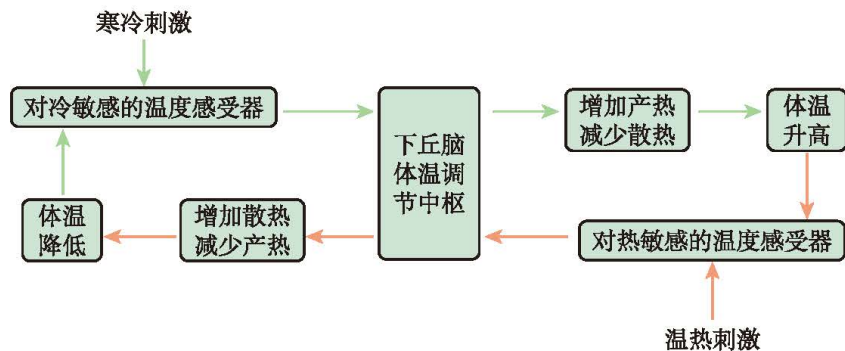 寒冷刺激
对冷敏感的温度感受器
下丘脑
体温调
节中枢
增加产热
减少散热
体温
升高
体温
降低
增加散热
减少产热
对热敏感的温度感受器
温热刺激